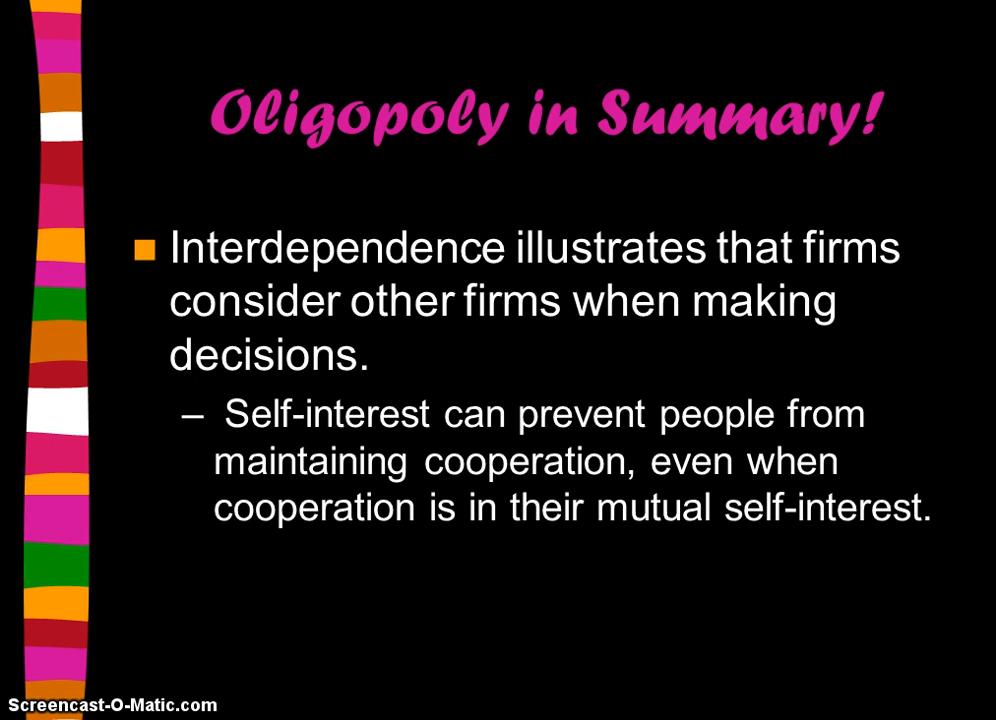 Oligopoly in Summary!
Interdependence illustrates that firms
consider other firms when making
decisions.
– Self-interest can prevent people from
maintaining cooperation, even when
cooperation is in their mutual self-interest.
Screencast-O-Matic.com